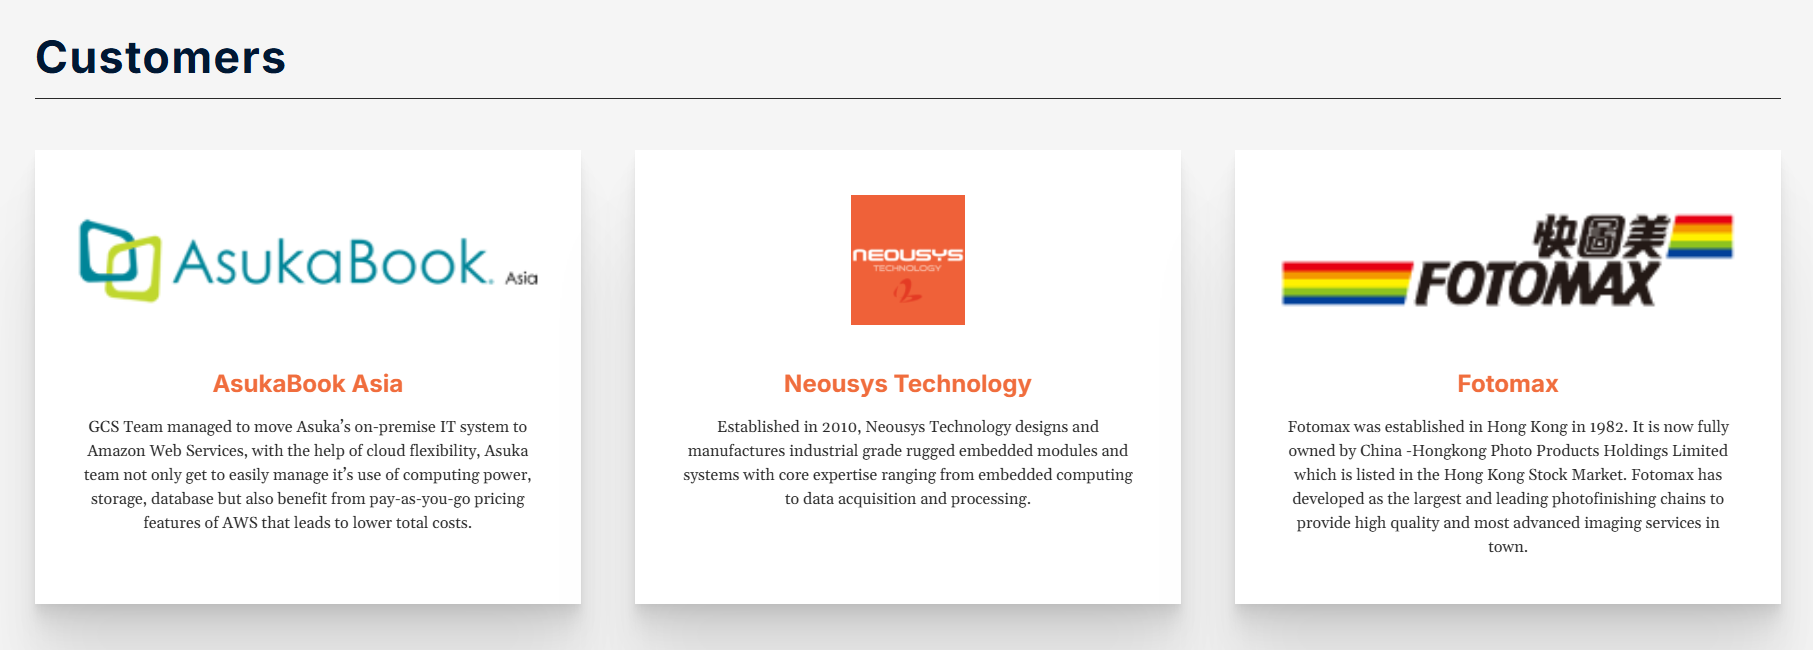 Customers
AsukaBook. Asia
AsukaBook Asia
GCS Team managed to move Asuka’s on-premise IT system to
Amazon Web Services, with the help of cloud flexibility, Asuka
team not only get to easily manage it’s use of computing power,
storage, database but also benefit from pay-as-you-go pricing
features of AWS that leads to lower total costs.
NEOUSYS
TECHNOLOGY
Neousys Technology
Established in 2010, Neousys Technology designs and
manufactures industrial grade rugged embedded modules and
systems with core expertise ranging from embedded computing
to data acquisition and processing.
快圖美
FOTOMAX
Fotomax
Fotomax was established in Hong Kong in 1982. It is now fully
owned by China -Hongkong Photo Products Holdings Limited
which is listed in the Hong Kong Stock Market. Fotomax has
developed as the largest and leading photofinishing chains to
provide high quality and most advanced imaging services in
town.